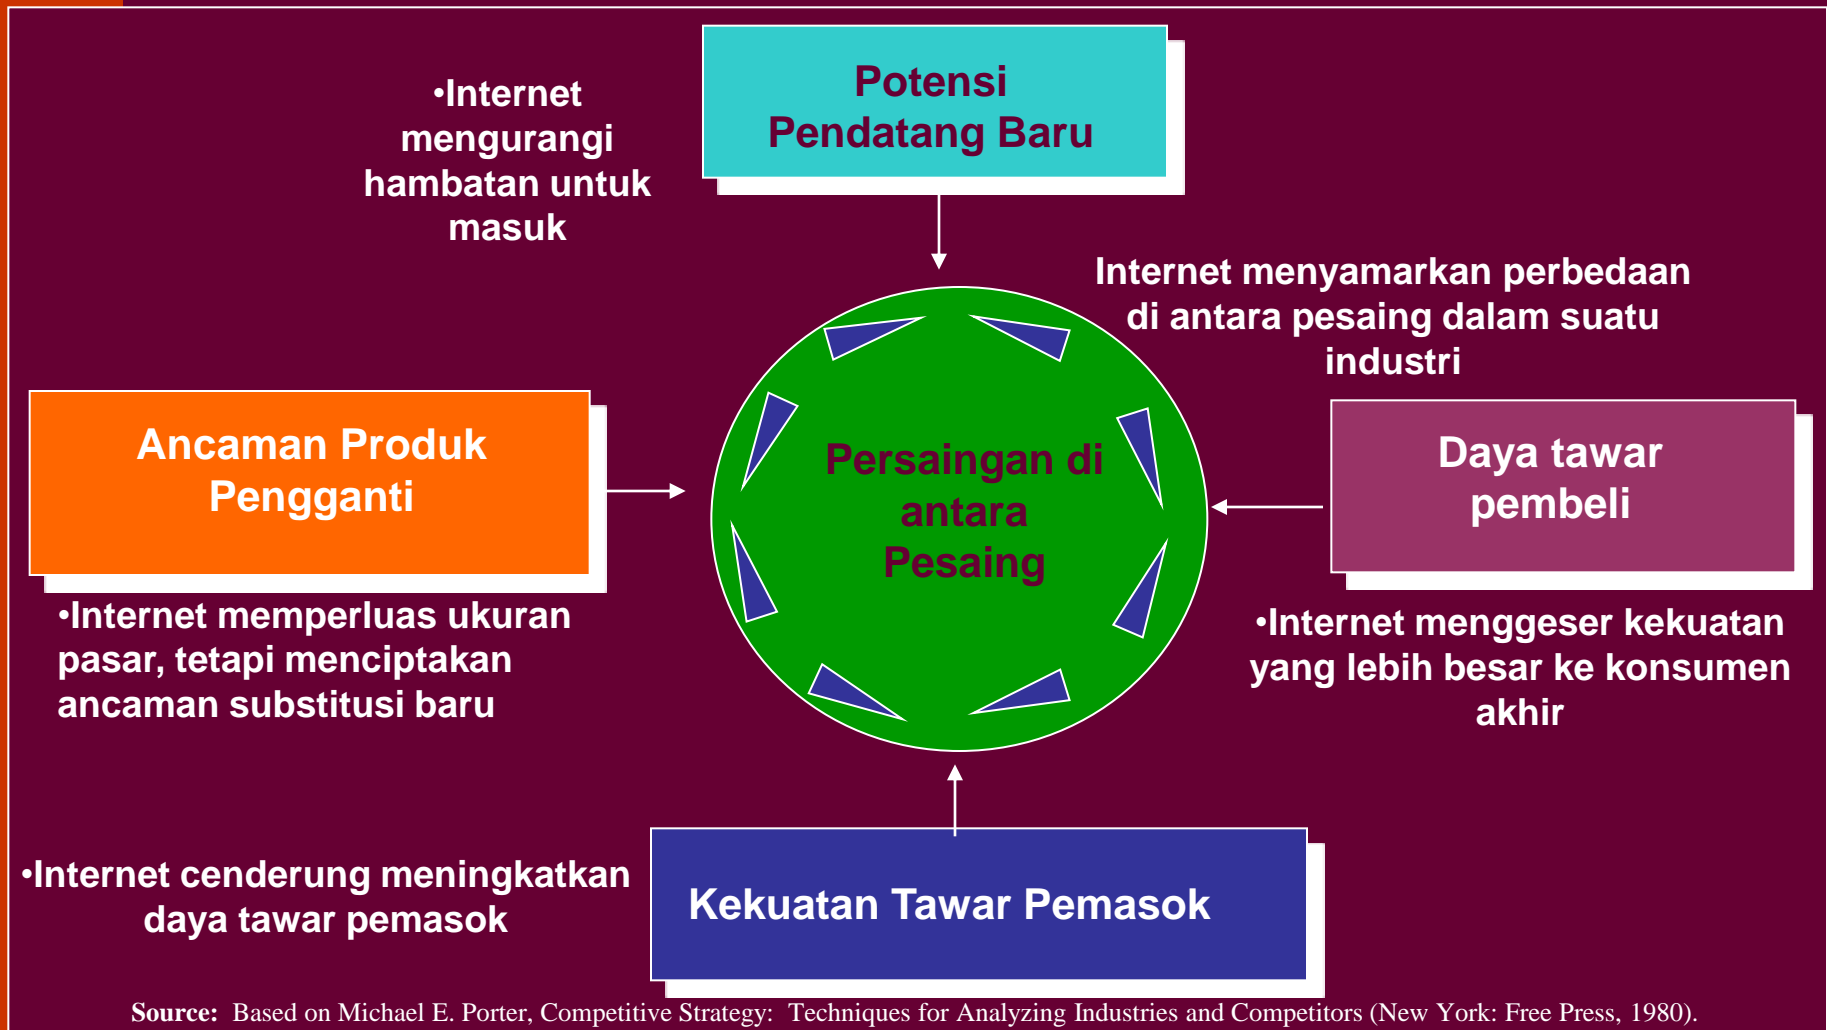 Potensi
Pendatang Baru
•Internet
mengurangi
hambatan untuk
masuk
Internet menyamarkan perbedaan
di antara pesaing dalam suatu
industri
Ancaman Produk
Pengganti
Persaingan di
antara
Pesaing
Daya tawar
pembeli
•Internet memperluas ukuran
pasar, tetapi menciptakan
ancaman substitusi baru
•Internet menggeser kekuatan
yang lebih besar ke konsumen
akhir
•Internet cenderung meningkatkan
daya tawar pemasok
Kekuatan Tawar Pemasok
Source: Based on Michael E. Porter, Competitive Strategy: Techniques for Analyzing Industries and Competitors (New York: Free Press, 1980).